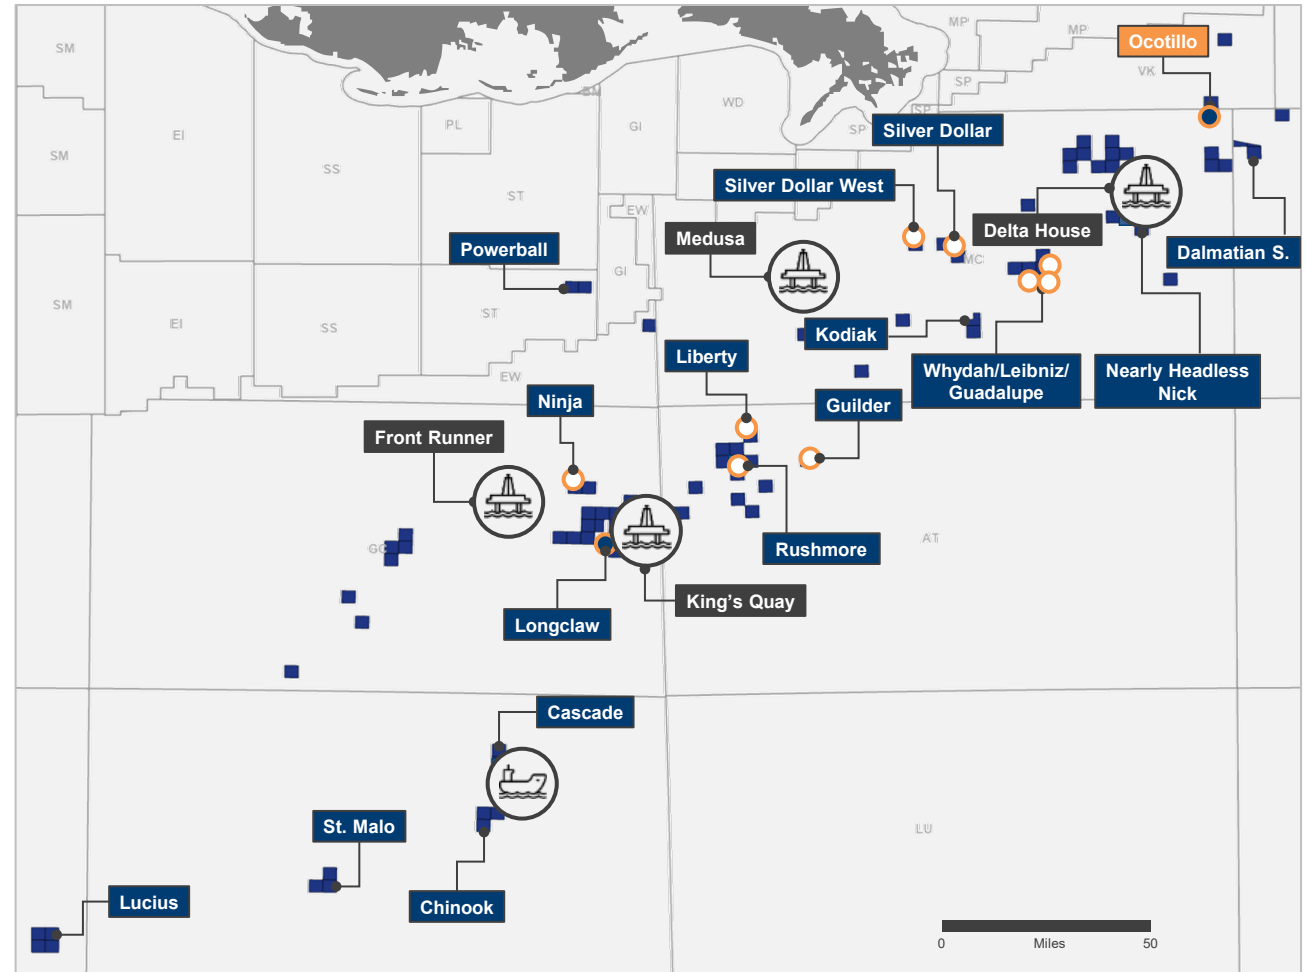 MP
MP
SM
Ocotillo
VK
SP
BM
WD
SP
PL
GI
SP
EI
Silver Dollar
SM
SS
Silver Dollar West
ST
EW
Delta House
Medusa
Powerball
Dalmatian S.
MC
GI
SM
ST
EI
SS
Kodiak
Liberty
Whydah/Leibniz/
Guadalupe
Nearly Headless
Nick
EW
Ninja
Guilder
Front Runner
AT
GC
Rushmore
King’s Quay
Longclaw
Cascade
St. Malo
LU
Lucius
Chinook
0
Miles
50